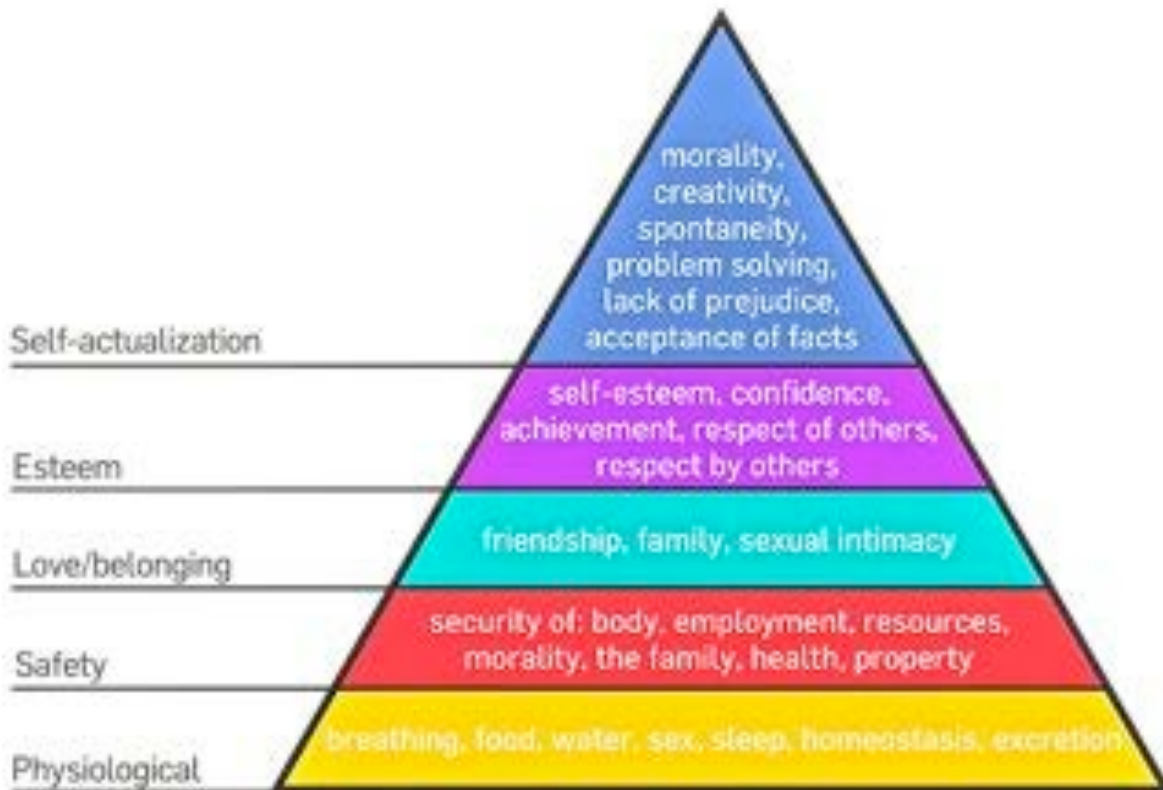 morality,
creativity,
spontaneity,
problem solving,
lack of prejudice,
acceptance of facts
Self-actualization
self-esteem, confidence,
achievement, respect of others,
respect by others
Esteem
friendship, family, sexual intimacy
Love/belonging
security of: body, employment, resources,
morality, the family, health, property
Safety
breathing, food, water, sex, sleep, homeostasis, excretion
Physiological